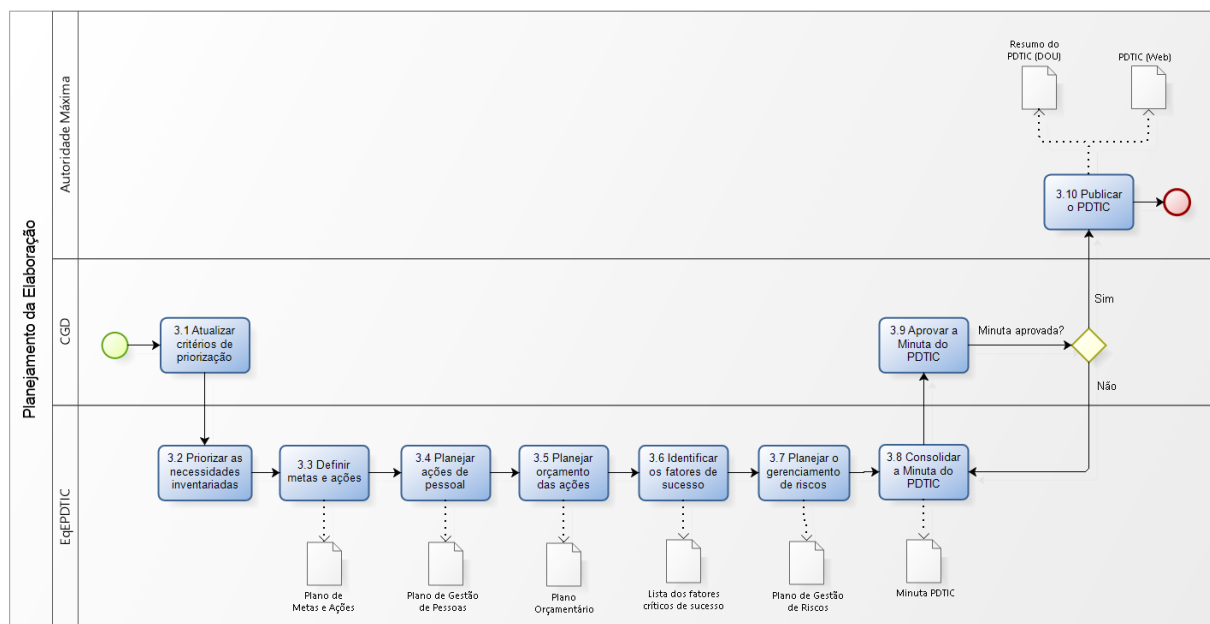 Planejamento da Elaboração
Autoridade Máxima
Resumo do
PDTIC (DOU)
PDTIC (Web)
3.10 Publicar
o PDTIC
CGD
3.1 Atualizar
critérios de
priorização
3.9 Aprovar a
Minuta do
PDTIC
Minuta aprovada?
Sim
Não
EqEPDTIC
3.2 Priorizar as
necessidades
inventariadas
3.3 Definir
metas e ações
3.4 Planejar
ações de
pessoal
3.5 Planejar
orçamento
das ações
3.6 Identificar
os fatores de
sucesso
3.7 Planejar o
gerenciamento
de riscos
3.8 Consolidar
a Minuta do
PDTIC
Plano de
Metas e Ações
Plano de Gestão
de Pessoas
Plano
Orçamentário
Lista dos fatores
críticos de sucesso
Plano de Gestão
de Riscos
Minuta PDTIC